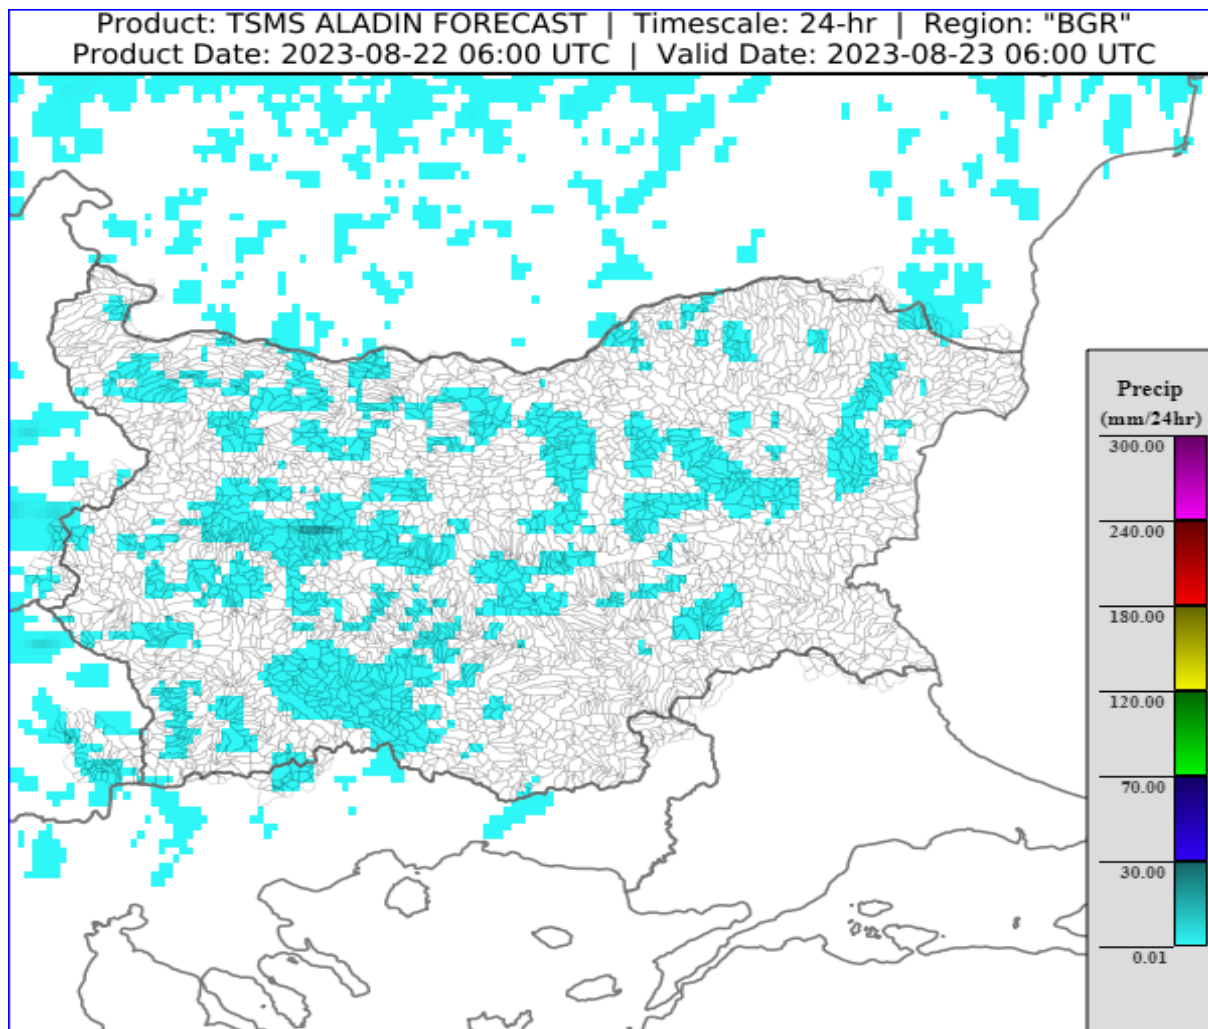 Product: TSMS ALADIN FORECAST | Timescale: 24-hr | Region: "BGR"
Product Date: 2023-08-22 06:00 UTC | Valid Date: 2023-08-23 06:00 UTC
Precip
(mm/24hr)
300.00
240.00
180.00
120.00
70.00
30.00
0.01